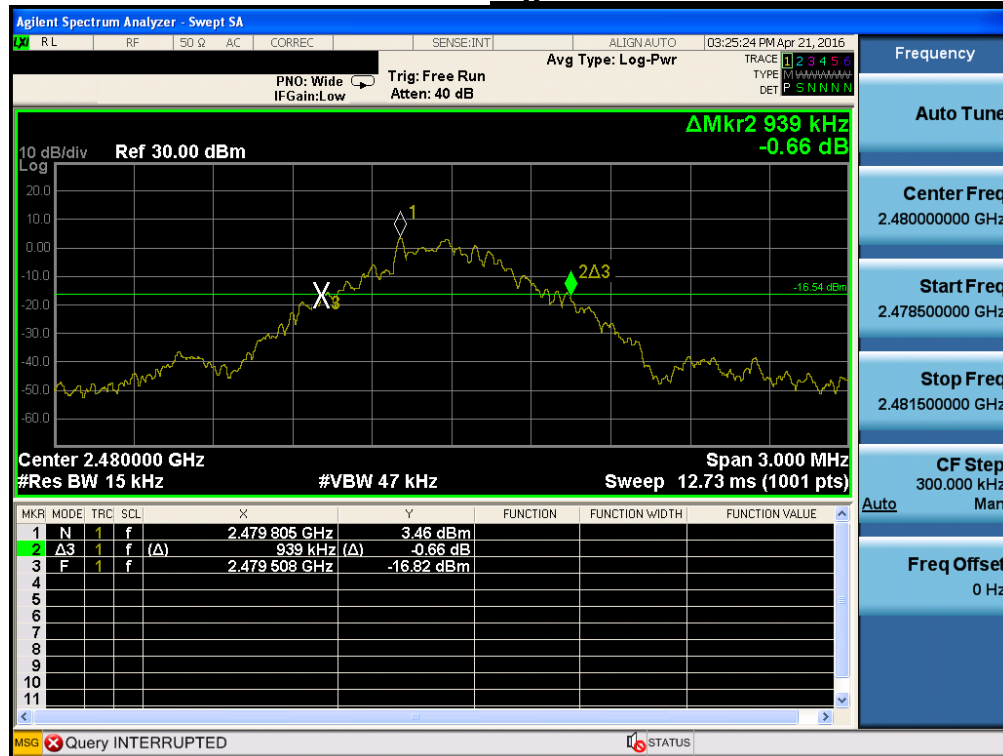 Agilent Spectrum Analyzer - Swept SA
LXI RL RF 50 Ω AC CORREC SENSE:INT ALIGN AUTO 03:25:24 PM Apr 21, 2016
Avg Type: Log-Pwr
TRACE 1 2 3 4 5 6
PNO: Wide Trig: Free Run
TYPE M WWWWW
IFGain:Low Atten: 40 dB
DET P S N N N N
ΔMkr2 939 kHz
-0.66 dB
10 dB/div Ref 30.00 dBm
Log
20.0
10.0
0.00
-10.0
-20.0
-30.0
-40.0
-50.0
-60.0
1
2Δ3
X3
-16.54 dBm
Center 2.480000 GHz Span 3.000 MHz
#Res BW 15 kHz #VBW 47 kHz Sweep 12.73 ms (1001 pts)
MKR MODE TRC SCL X Y FUNCTION FUNCTION WIDTH FUNCTION VALUE
1 N 1 f 2.479 805 GHz 3.46 dBm
2 Δ3 1 f (Δ) 939 kHz (Δ) -0.66 dB
3 F 1 f 2.479 508 GHz -16.82 dBm
4
5
6
7
8
9
10
11
MSG Query INTERRUPTED STATUS
Frequency
Auto Tune
Center Freq
2.480000000 GHz
Start Freq
2.478500000 GHz
Stop Freq
2.481500000 GHz
CF Step
300.000 kHz
Auto Man
Freq Offset
0 Hz